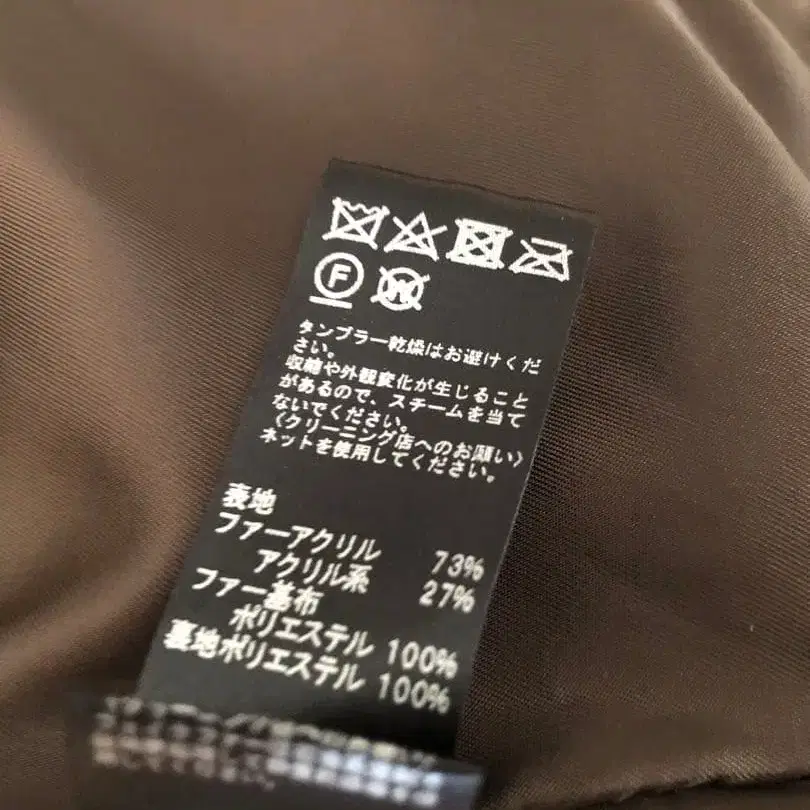 F W
タンブラー乾燥はお避けくだ
さい。
収縮や外観変化が生じること
があるので、スチームを当て
ないでください。
〈クリーニング店へのお願い〉
ネットを使用してください。
表地
ファーアクリル 73%
アクリル系 27%
ファー基布
ポリエステル 100%
裏地ポリエステル 100%